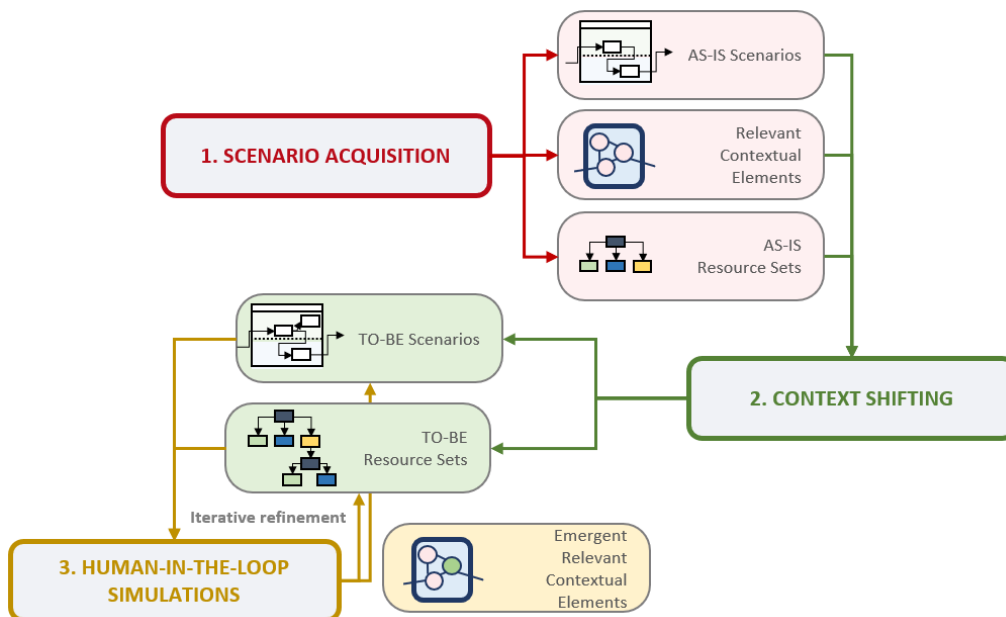 AS-IS Scenarios
1. SCENARIO ACQUISITION
Relevant
Contextual
Elements
AS-IS
Resource Sets
TO-BE Scenarios
2. CONTEXT SHIFTING
TO-BE
Resource Sets
Iterative refinement
3. HUMAN-IN-THE-LOOP
SIMULATIONS
Emergent
Relevant
Contextual
Elements